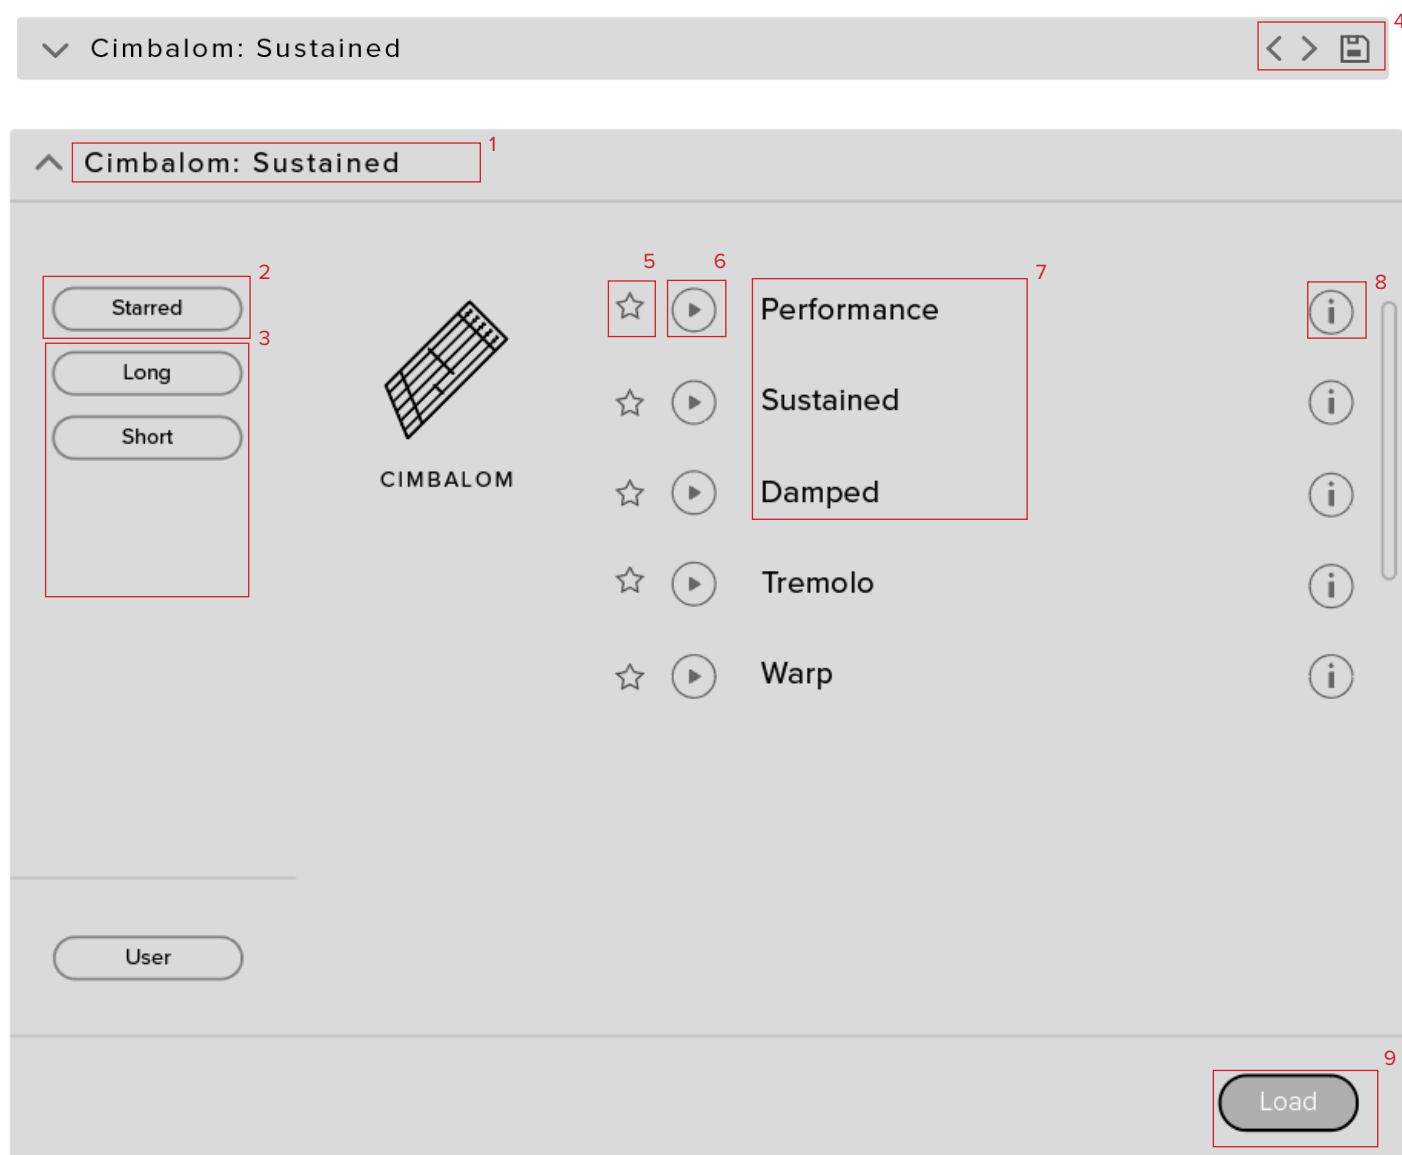 Cimbalom: Sustained
4
Cimbalom: Sustained
1
2
Starred
3
Long
Short
CIMBALOM
5
6
7
8
Performance
Sustained
Damped
Tremolo
Warp
User
9
Load